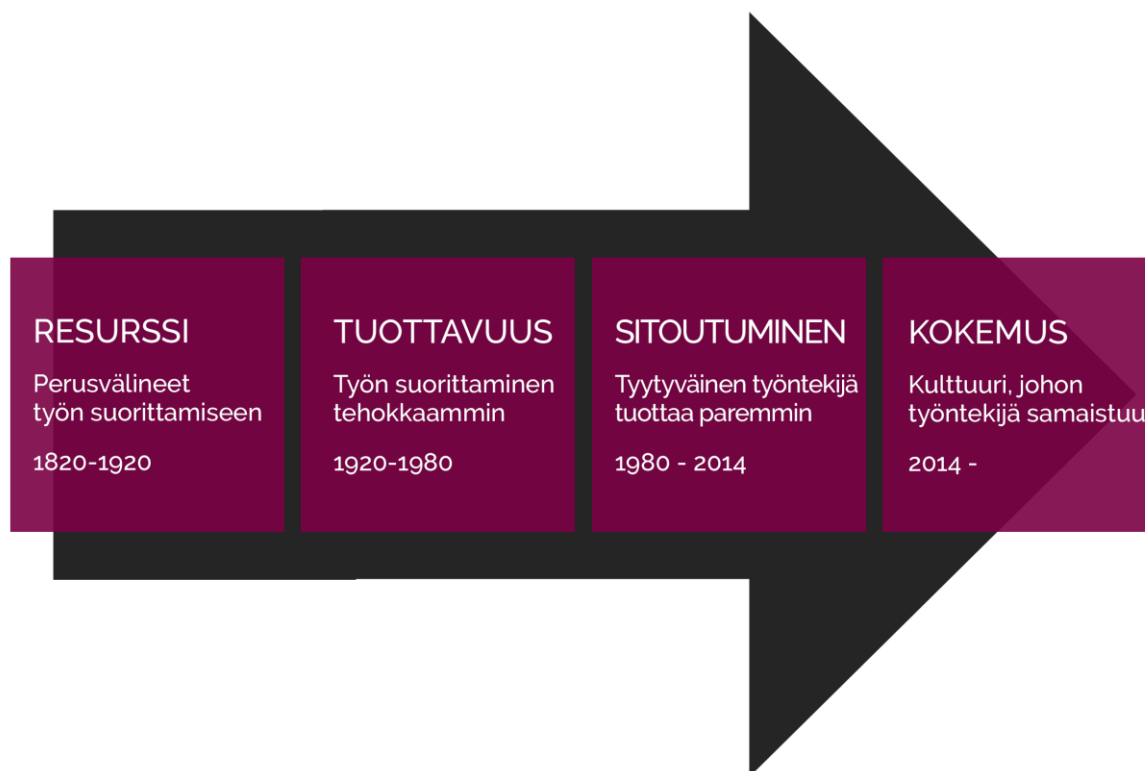 RESURSSI
Perusvälineet
työn suorittamiseen
1820-1920
TUOTTAVUUS
Työn suorittaminen
tehokkaammin
1920-1980
SITOUTUMINEN
Tyytyväinen työntekijä
tuottaa paremmin
1980 - 2014
KOKEMUS
Kulttuuri, johon
työntekijä samaistuu
2014 -